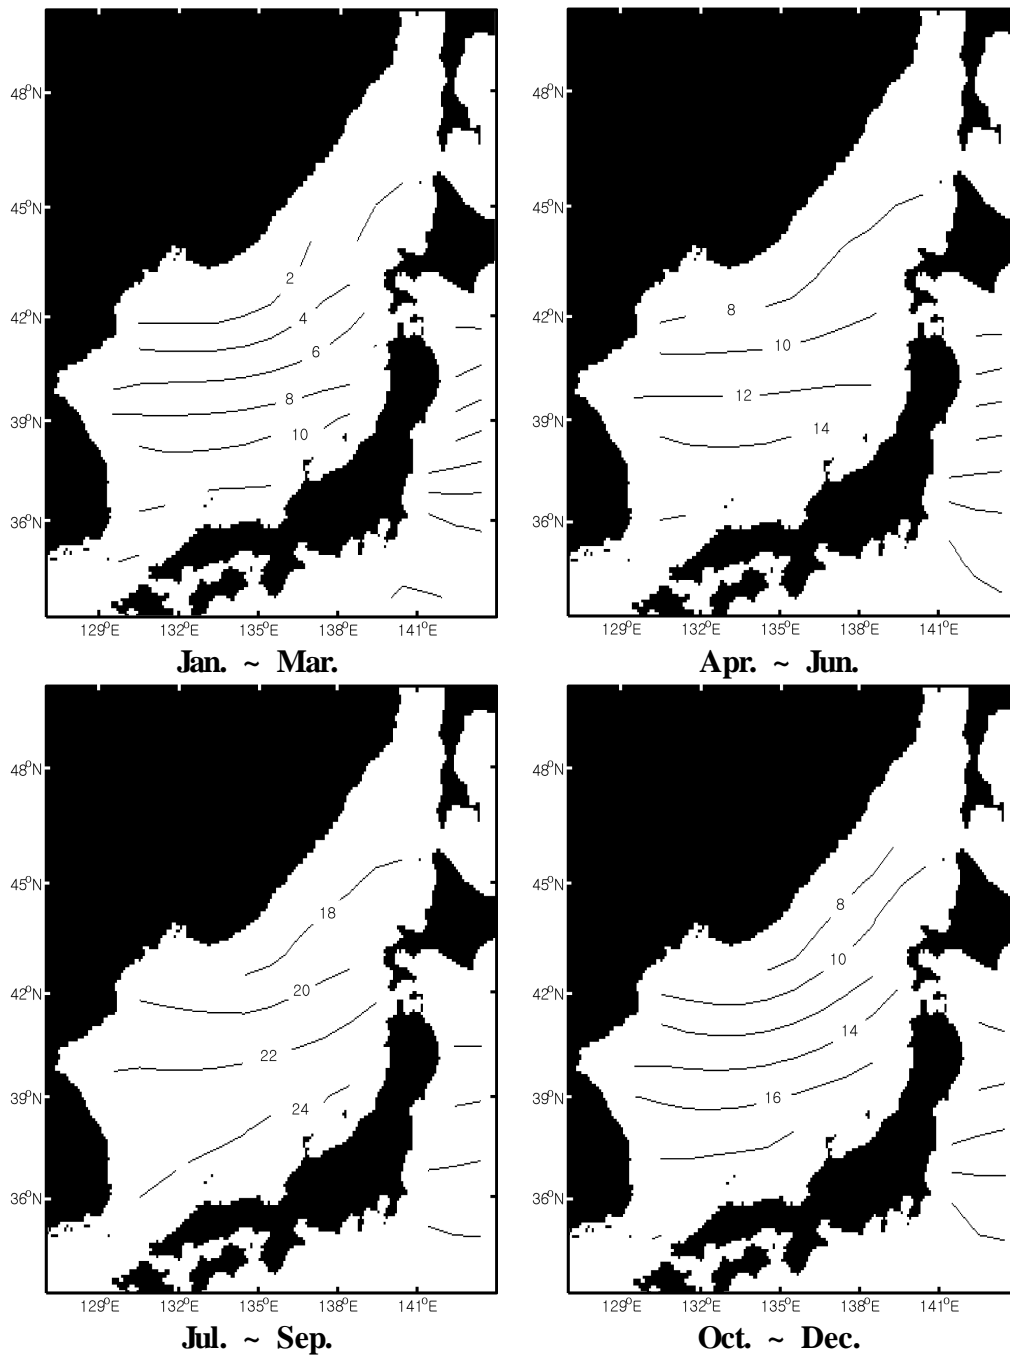 48°N 48°N
45°N 45°N
2 8
42°N 4 42°N
6 10
39°N 8 39°N 12
10 14
36°N 36°N
129°E 132°E 135°E 138°E 141°E 129°E 132°E 135°E 138°E 141°E
Jan. ~ Mar. Apr. ~ Jun.
48°N 48°N
45°N 45°N
18 8
10
42°N 20 42°N
14
22
39°N 24 39°N 16
36°N 36°N
129°E 132°E 135°E 138°E 141°E 129°E 132°E 135°E 138°E 141°E
Jul. ~ Sep. Oct. ~ Dec.